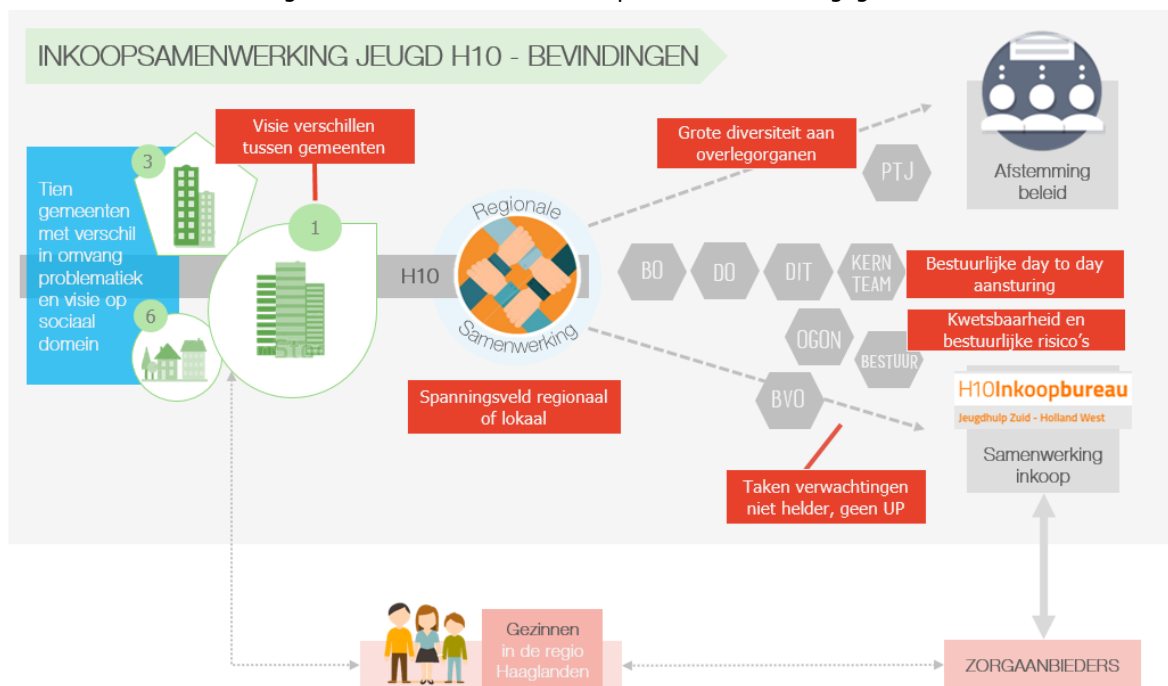 INKOOPSAMENWERKING JEUGD H10 - BEVINDINGEN
Visie verschillen
tussen gemeenten
Grote diversiteit aan
overlegorganen
PTJ
Afstemming
beleid
Tien
gemeenten
met verschil
in omvang
problematiek
en visie op
sociaal
domein
3
1
6
H10
Regionale
Samenwerking
BO
DO
DIT
KERN
TEAM
Bestuurlijke day to day
aansturing
OGON
BESTUUR
Kwetsbaarheid en
bestuurlijke risico's
BVO
Spanningsveld regionaal
of lokaal
H10Inkoopbureau
Jeugdhulp Zuid - Holland West
Samenwerking
inkoop
Taken verwachtingen
niet helder, geen UP
Gezinnen
in de regio
Haaglanden
ZORGAANBIEDERS